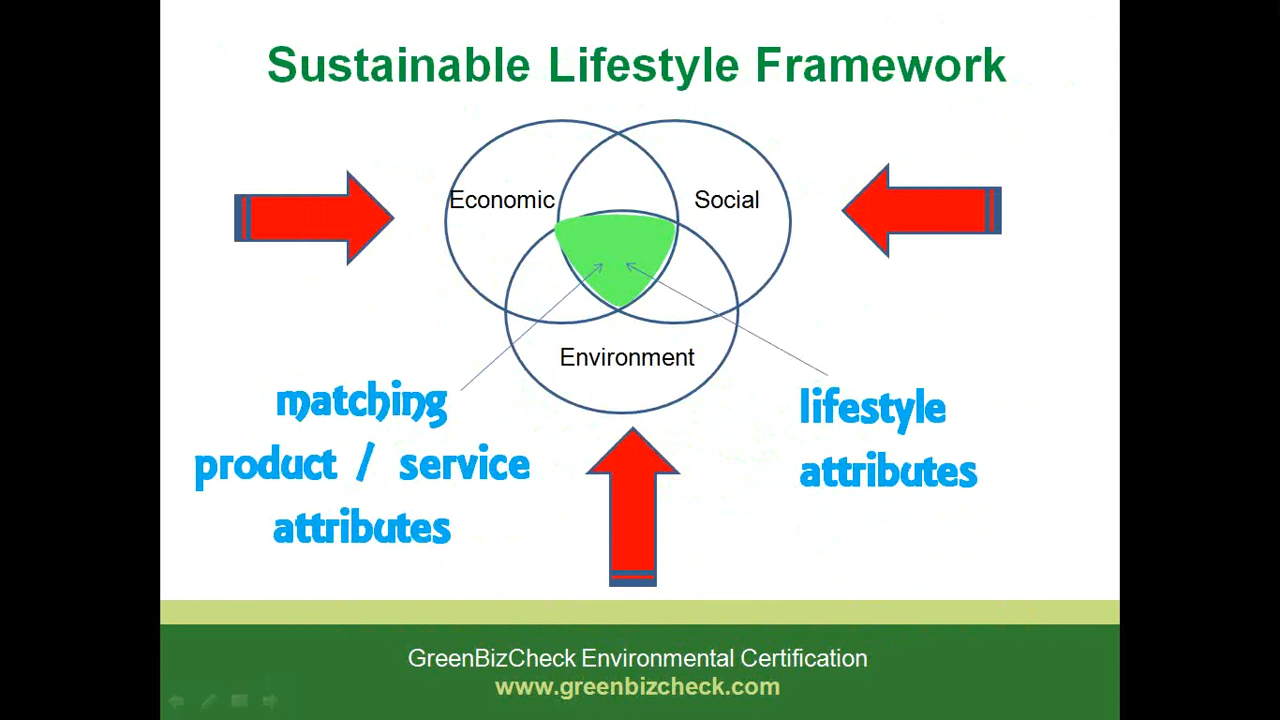 Sustainable Lifestyle Framework
Economic
Social
Environment
matching
product / service
attributes
lifestyle
attributes
GreenBizCheck Environmental Certification
www.greenbizcheck.com